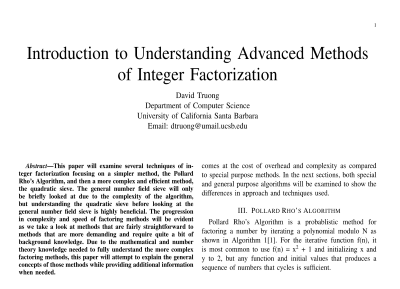 1
Introduction to Understanding Advanced Methods
of Integer Factorization
David Truong
Department of Computer Science
University of California Santa Barbara
Email: dtruong@umail.ucsb.edu
Abstract—This paper will examine several techniques of in-
teger factorization focusing on a simpler method, the Pollard
Rho's Algorithm, and then a more complex and efficient method,
the quadratic sieve. The general number field sieve will only
be briefly looked at due to the complexity of the algorithm,
but understanding the quadratic sieve before looking at the
general number field sieve is highly beneficial. The progression
in complexity and speed of factoring methods will be evident
as we take a look at methods that are fairly straightforward to
methods that are more demanding and require quite a bit of
background knowledge. Due to the mathematical and number
theory knowledge needed to fully understand the more complex
factoring methods, this paper will attempt to explain the general
concepts of those methods while providing additional information
when needed.
comes at the cost of overhead and complexity as compared to
special purpose methods. In the next sections, both special
and general purpose algorithms will be examined to show the
differences in approach and techniques used.
III. POLLARD RHO'S ALGORITHM
Pollard Rho's Algorithm is a probabilistic method for
factoring a number by iterating a polynomial modulo N as
shown in Algorithm 1[1]. For the iterative function f(n), it
is most common to use f(n) = x² + 1 and initializing x and
y to 2, but any function and initial values that produces a
sequence of numbers that cycles is sufficient.